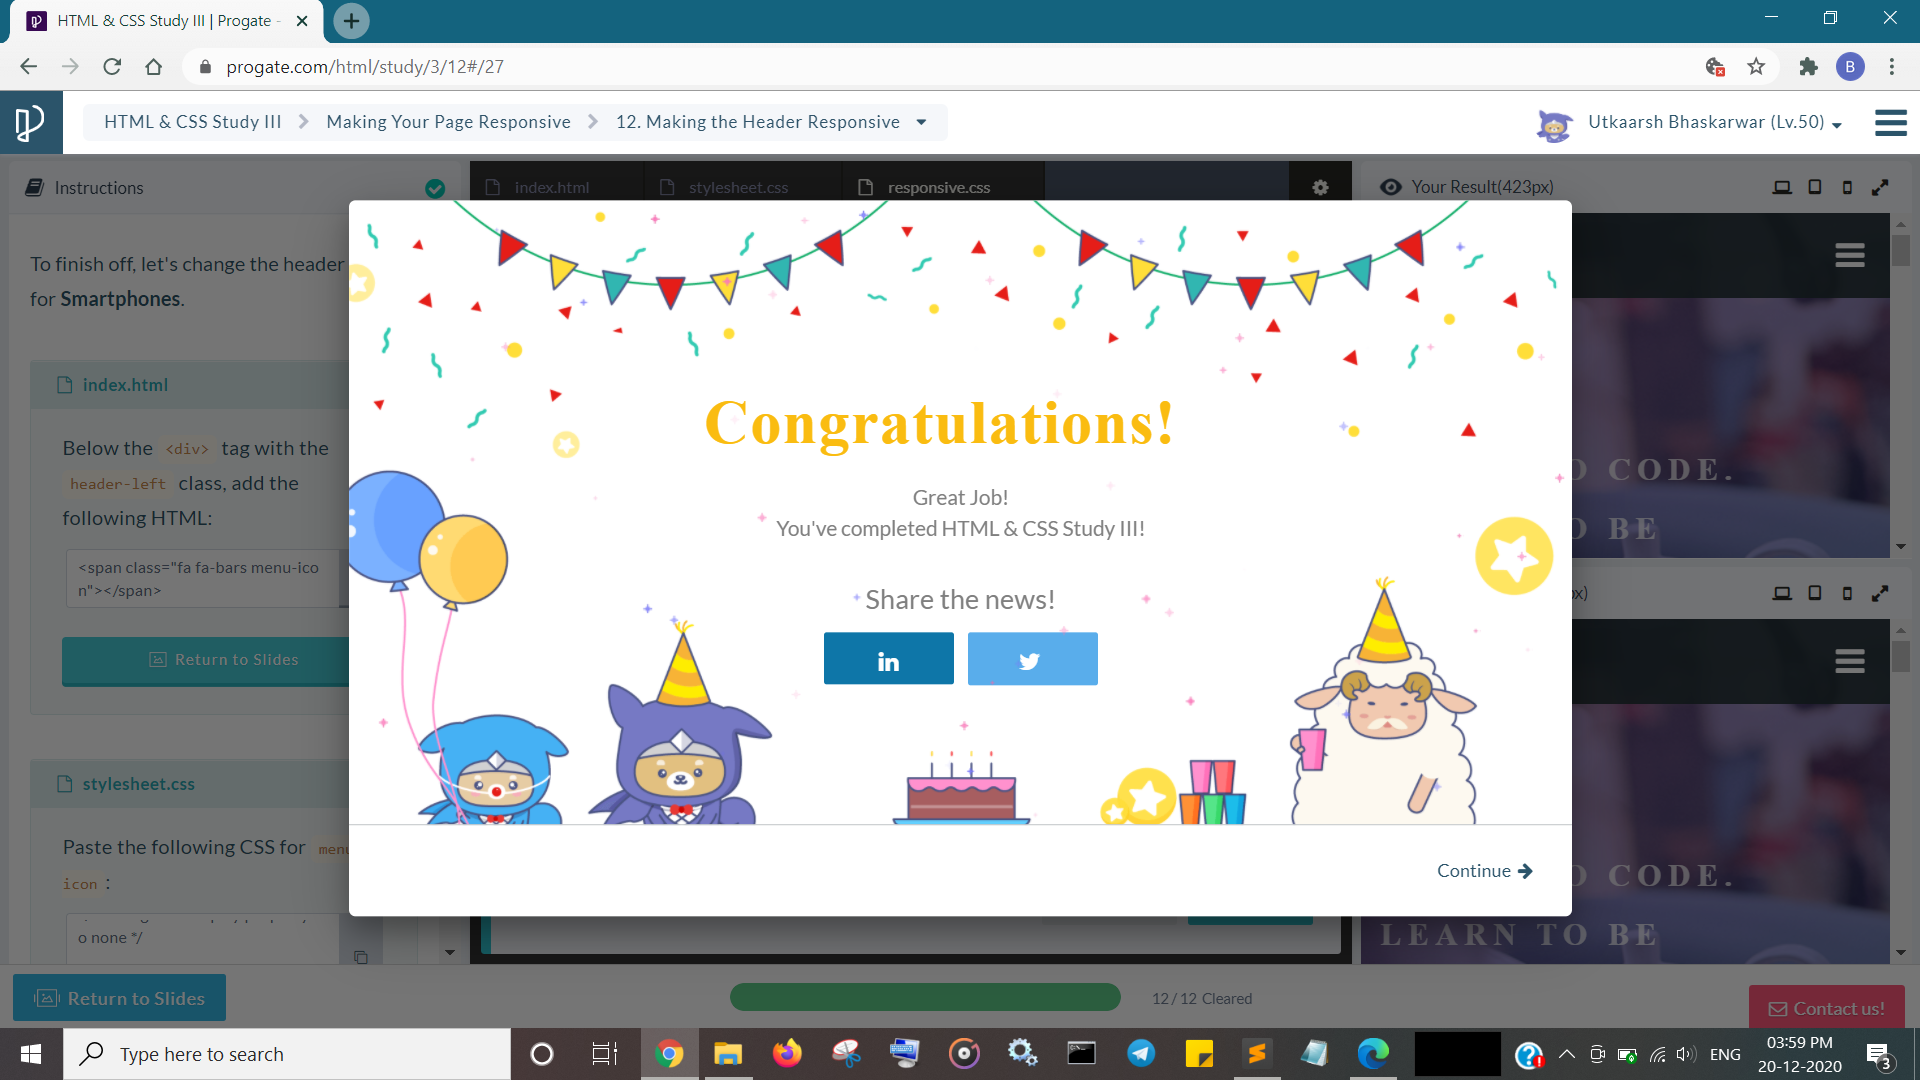 HTML & CSS Study III | Progate -
progate.com/html/study/3/12#/27
B
HTML & CSS Study III
Making Your Page Responsive
12. Making the Header Responsive
Utkaarsh Bhaskarwar (Lv.50)
Instructions
index.html
stylesheet.css
responsive.css
Your Result(423px)
To finish off, let's change the header
for Smartphones.
index.html
Below the <div> tag with the
header-left class, add the
following HTML:
<span class="fa fa-bars menu-ico
n"></span>
Return to Slides
stylesheet.css
Paste the following CSS for menu
icon :
o none */
Congratulations!
Great Job!
You've completed HTML & CSS Study III!
Share the news!
in
Continue
O CODE.
O BE
px)
O CODE.
LEARN TO BE
Return to Slides
12 / 12 Cleared
Contact us!
Type here to search
ENG
03:59 PM
20-12-2020
3